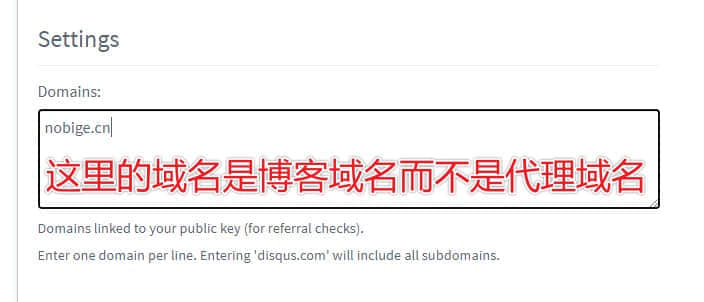 Settings
Domains:
nobige.cn
这里的域名是博客域名而不是代理域名
Domains linked to your public key (for referral checks).
Enter one domain per line. Entering 'disqus.com' will include all subdomains.